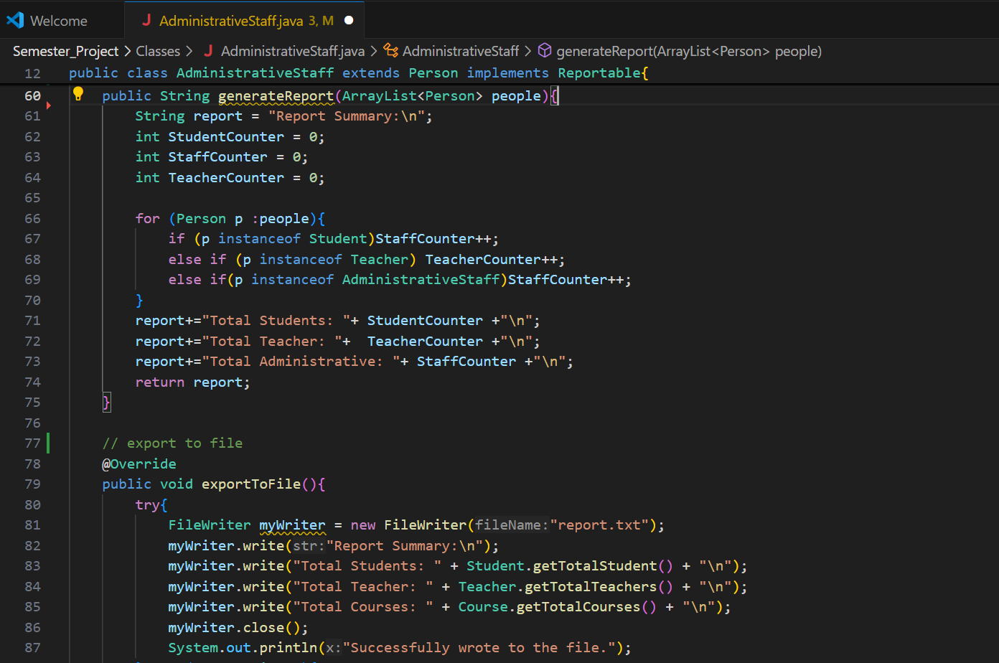 Welcome
J AdministrativeStaff.java 3, M
Semester_Project > Classes > J AdministrativeStaff.java > AdministrativeStaff > generateReport(ArrayList<Person> people)
12 public class AdministrativeStaff extends Person implements Reportable{
60 public String generateReport(ArrayList<Person> people){
61 String report = "Report Summary:\n";
62 int StudentCounter = 0;
63 int StaffCounter = 0;
64 int TeacherCounter = 0;
65
66 for (Person p :people){
67 if (p instanceof Student)StaffCounter++;
68 else if (p instanceof Teacher) TeacherCounter++;
69 else if(p instanceof AdministrativeStaff)StaffCounter++;
70 }
71 report+="Total Students: "+ StudentCounter +"\n";
72 report+="Total Teacher: "+  TeacherCounter +"\n";
73 report+="Total Administrative: "+ StaffCounter +"\n";
74 return report;
75 }
76
77 // export to file
78 @Override
79 public void exportToFile(){
80 try{
81 FileWriter myWriter = new FileWriter(fileName:"report.txt");
82 myWriter.write(str:"Report Summary:\n");
83 myWriter.write("Total Students: " + Student.getTotalStudent() + "\n");
84 myWriter.write("Total Teacher: " + Teacher.getTotalTeachers() + "\n");
85 myWriter.write("Total Courses: " + Course.getTotalCourses() + "\n");
86 myWriter.close();
87 System.out.println(x:"Successfully wrote to the file.");